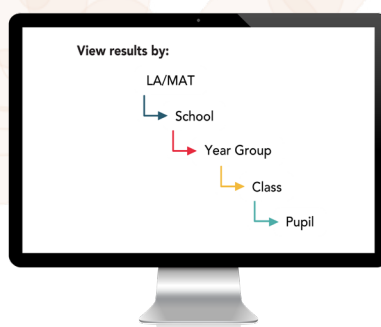 View results by:
LA/MAT
School
Year Group
Class
Pupil